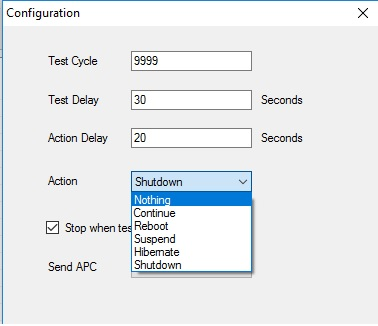 Configuration
Test Cycle 9999
Test Delay 30 Seconds
Action Delay 20 Seconds
Action Shutdown
Nothing
Continue
Reboot
Stop when tes
Suspend
Hibernate
Send APC Shutdown